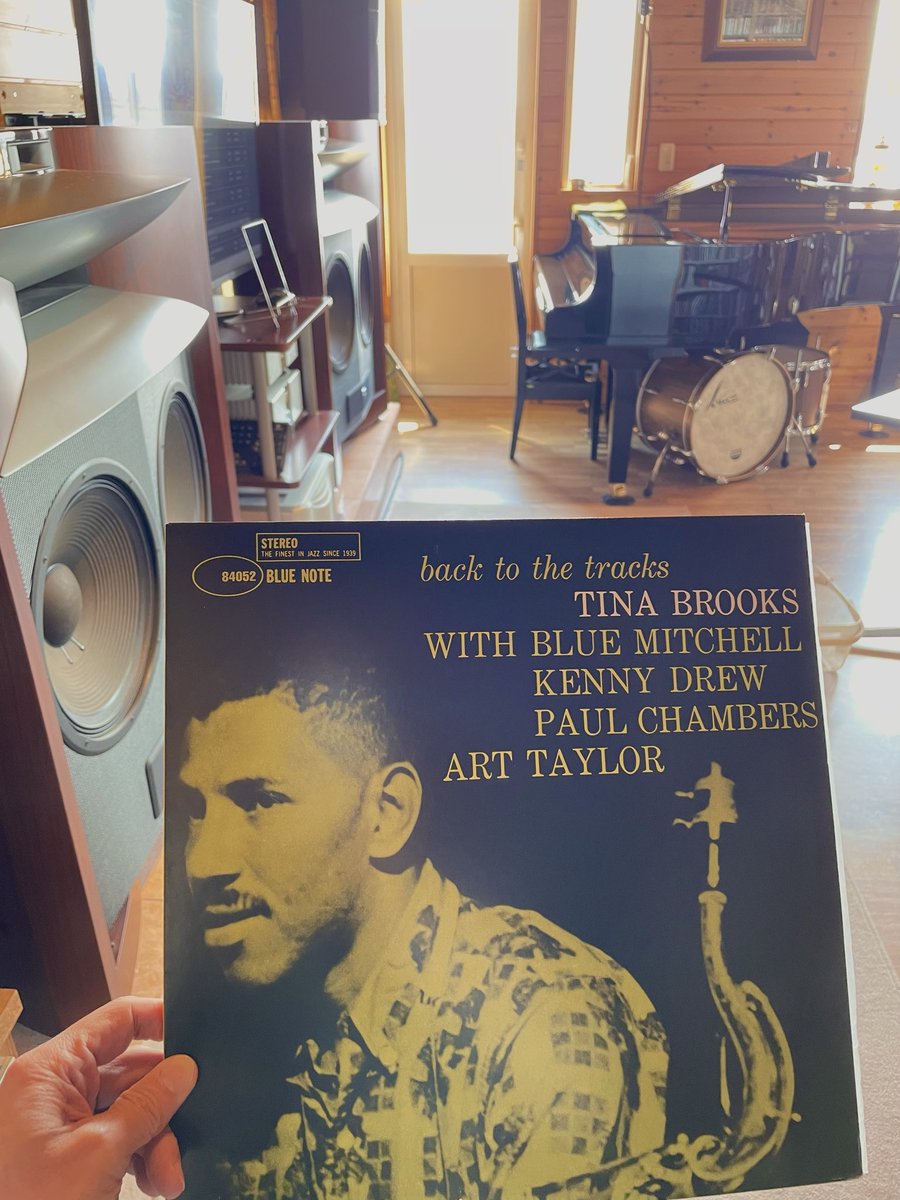 STEREO
THE FINEST IN JAZZ SINCE 1939
84052 BLUE NOTE
back to the tracks
TINA BROOKS
WITH BLUE MITCHELL
KENNY DREW
PAUL CHAMBERS
ART TAYLOR